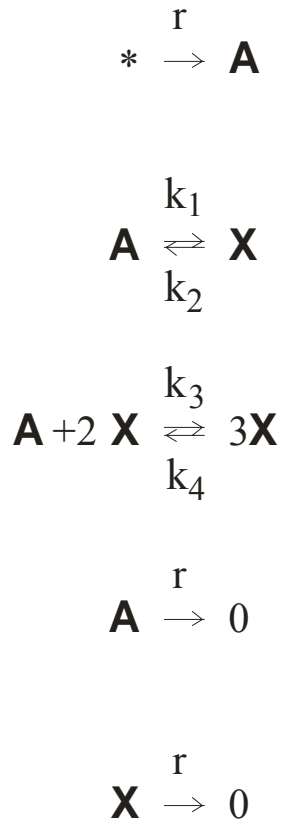 r
* → A
k1
A ⇌ X
k2
k3
A +2 X ⇌ 3X
k4
r
A → 0
r
X → 0